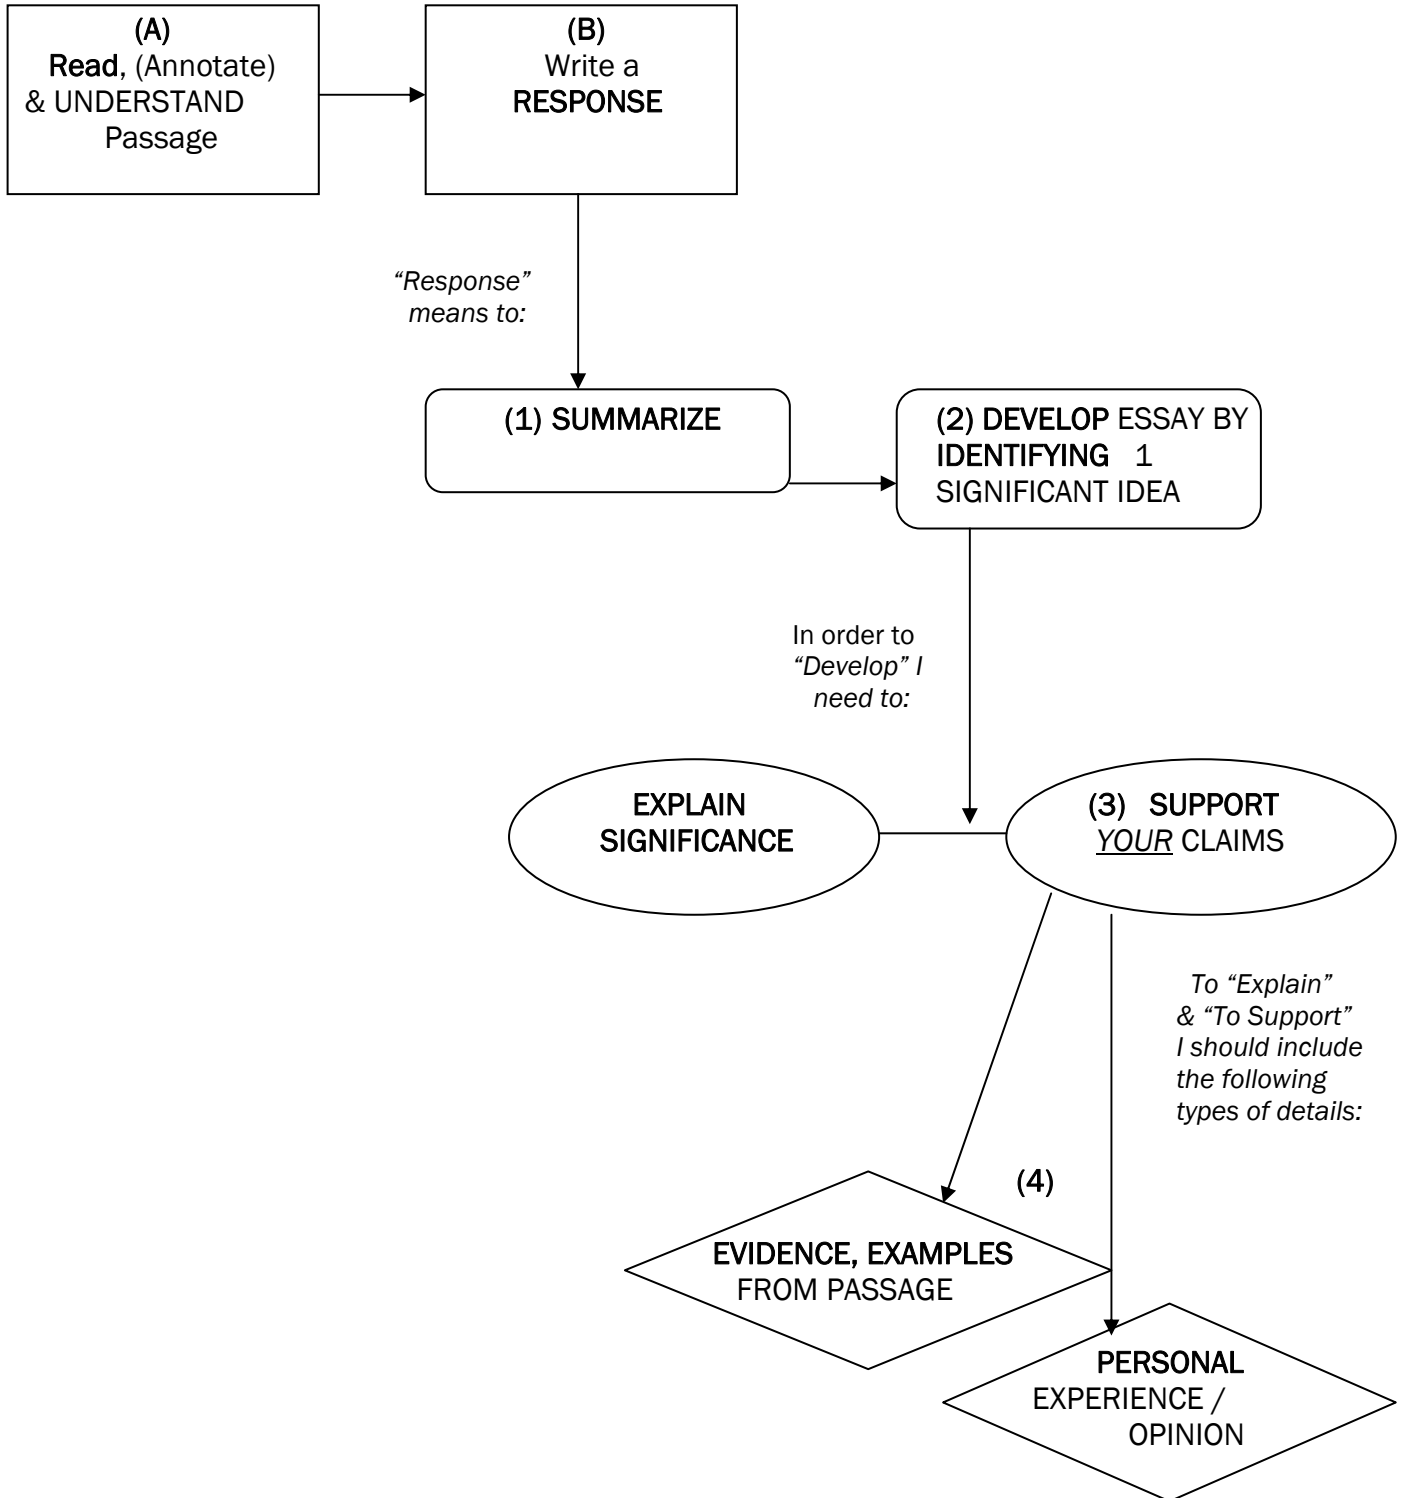 (A)
Read, (Annotate)
& UNDERSTAND
Passage
(B)
Write a
RESPONSE
“Response”
means to:
(1) SUMMARIZE
(2) DEVELOP ESSAY BY
IDENTIFYING 1
SIGNIFICANT IDEA
In order to
“Develop” I
need to:
EXPLAIN
SIGNIFICANCE
(3) SUPPORT
YOUR CLAIMS
To “Explain”
& “To Support”
I should include
the following
types of details:
(4)
EVIDENCE, EXAMPLES
FROM PASSAGE
PERSONAL
EXPERIENCE /
OPINION